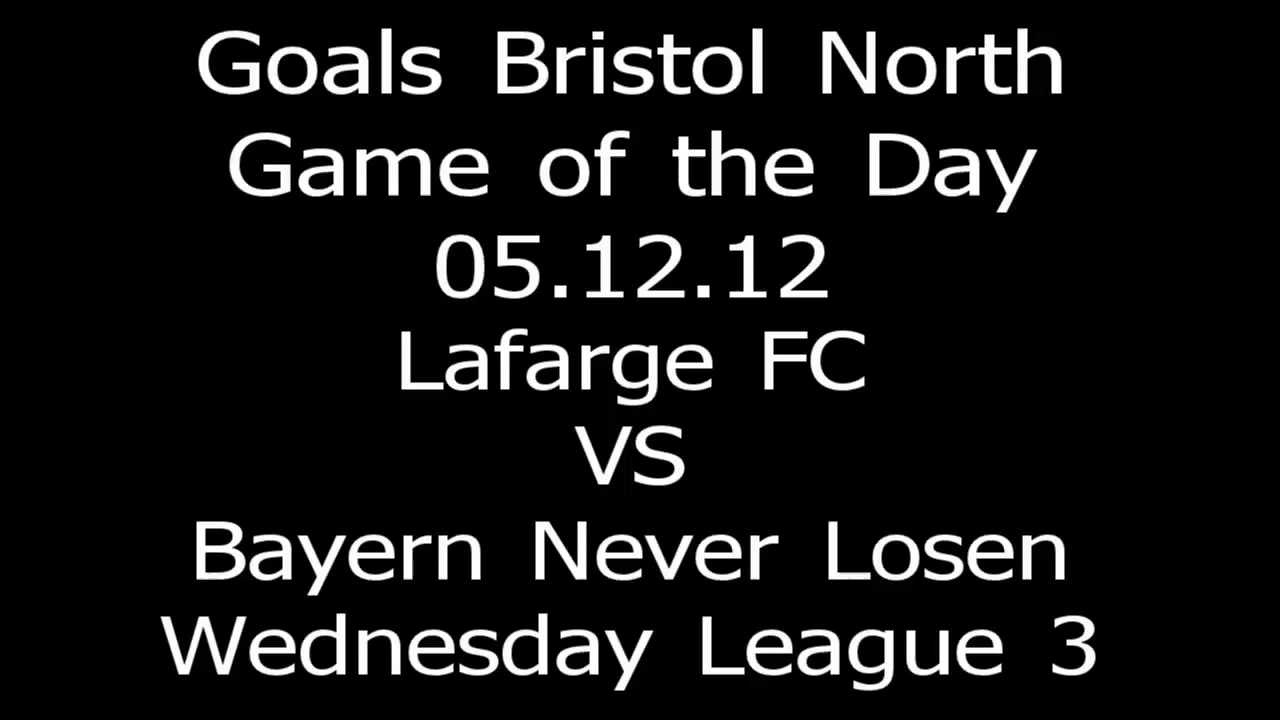 Goals Bristol North
Game of the Day
05.12.12
Lafarge FC
VS
Bayern Never Losen
Wednesday League 3